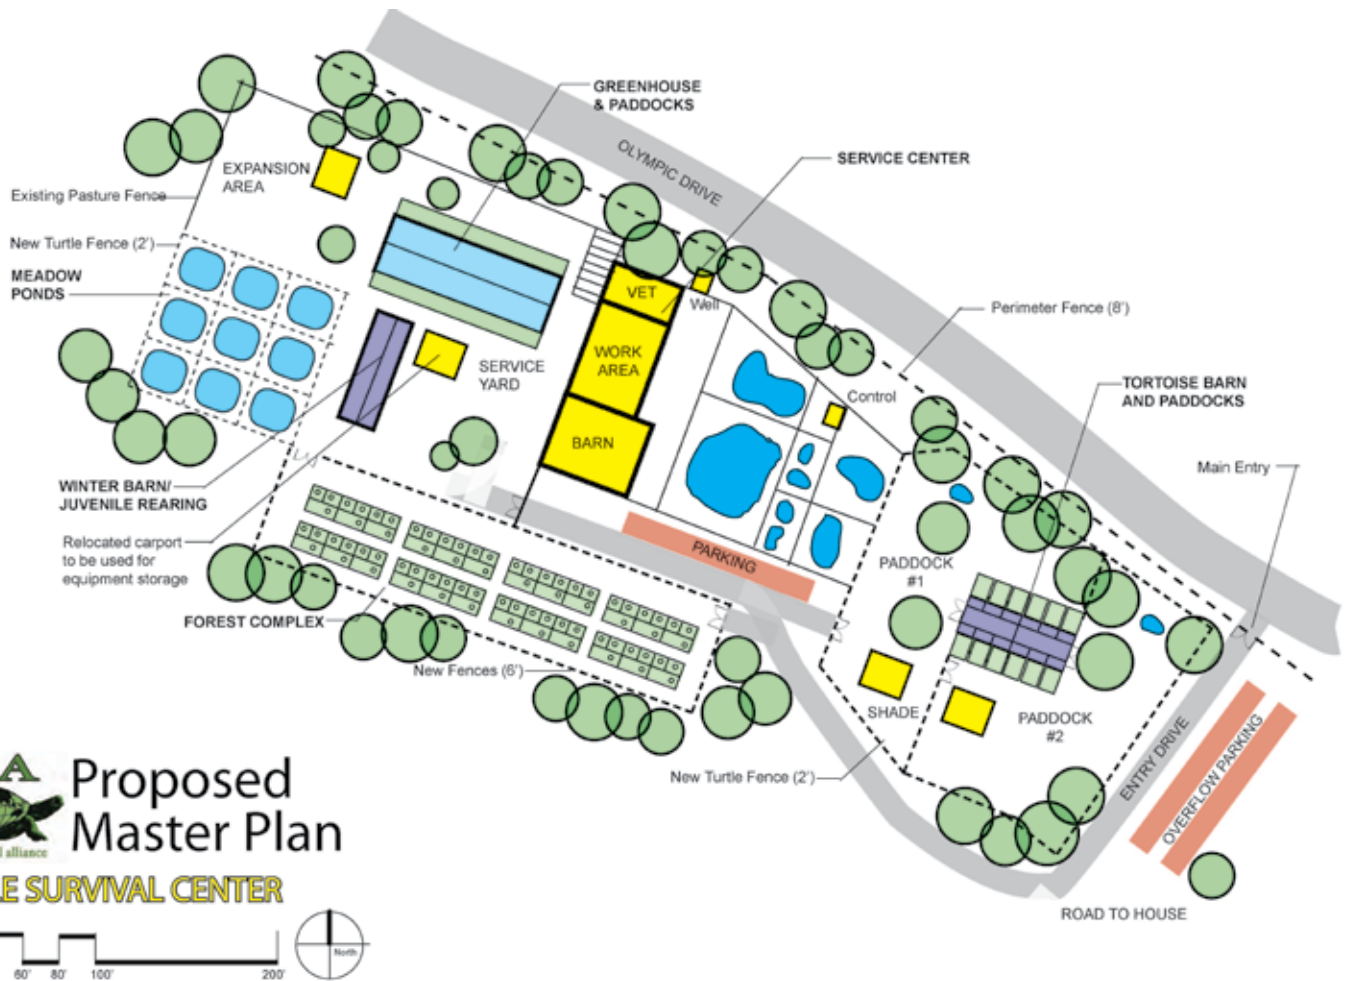 GREENHOUSE
& PADDOCKS
OLYMPIC DRIVE
SERVICE CENTER
EXPANSION
AREA
Existing Pasture Fence
New Turtle Fence (2')
MEADOW
PONDS
VET
Well
Perimeter Fence (8')
WORK
AREA
SERVICE
YARD
Control
TORTOISE BARN
AND PADDOCKS
BARN
Main Entry
WINTER BARN/
JUVENILE REARING
Relocated carport
to be used for
equipment storage
PARKING
PADDOCK
#1
FOREST COMPLEX
New Fences (6')
SHADE
PADDOCK
#2
New Turtle Fence (2')
ENTRY DRIVE
OVERFLOW PARKING
ROAD TO HOUSE
A
alliance
Proposed
Master Plan
LE SURVIVAL CENTER
North
60' 80' 100' 200'